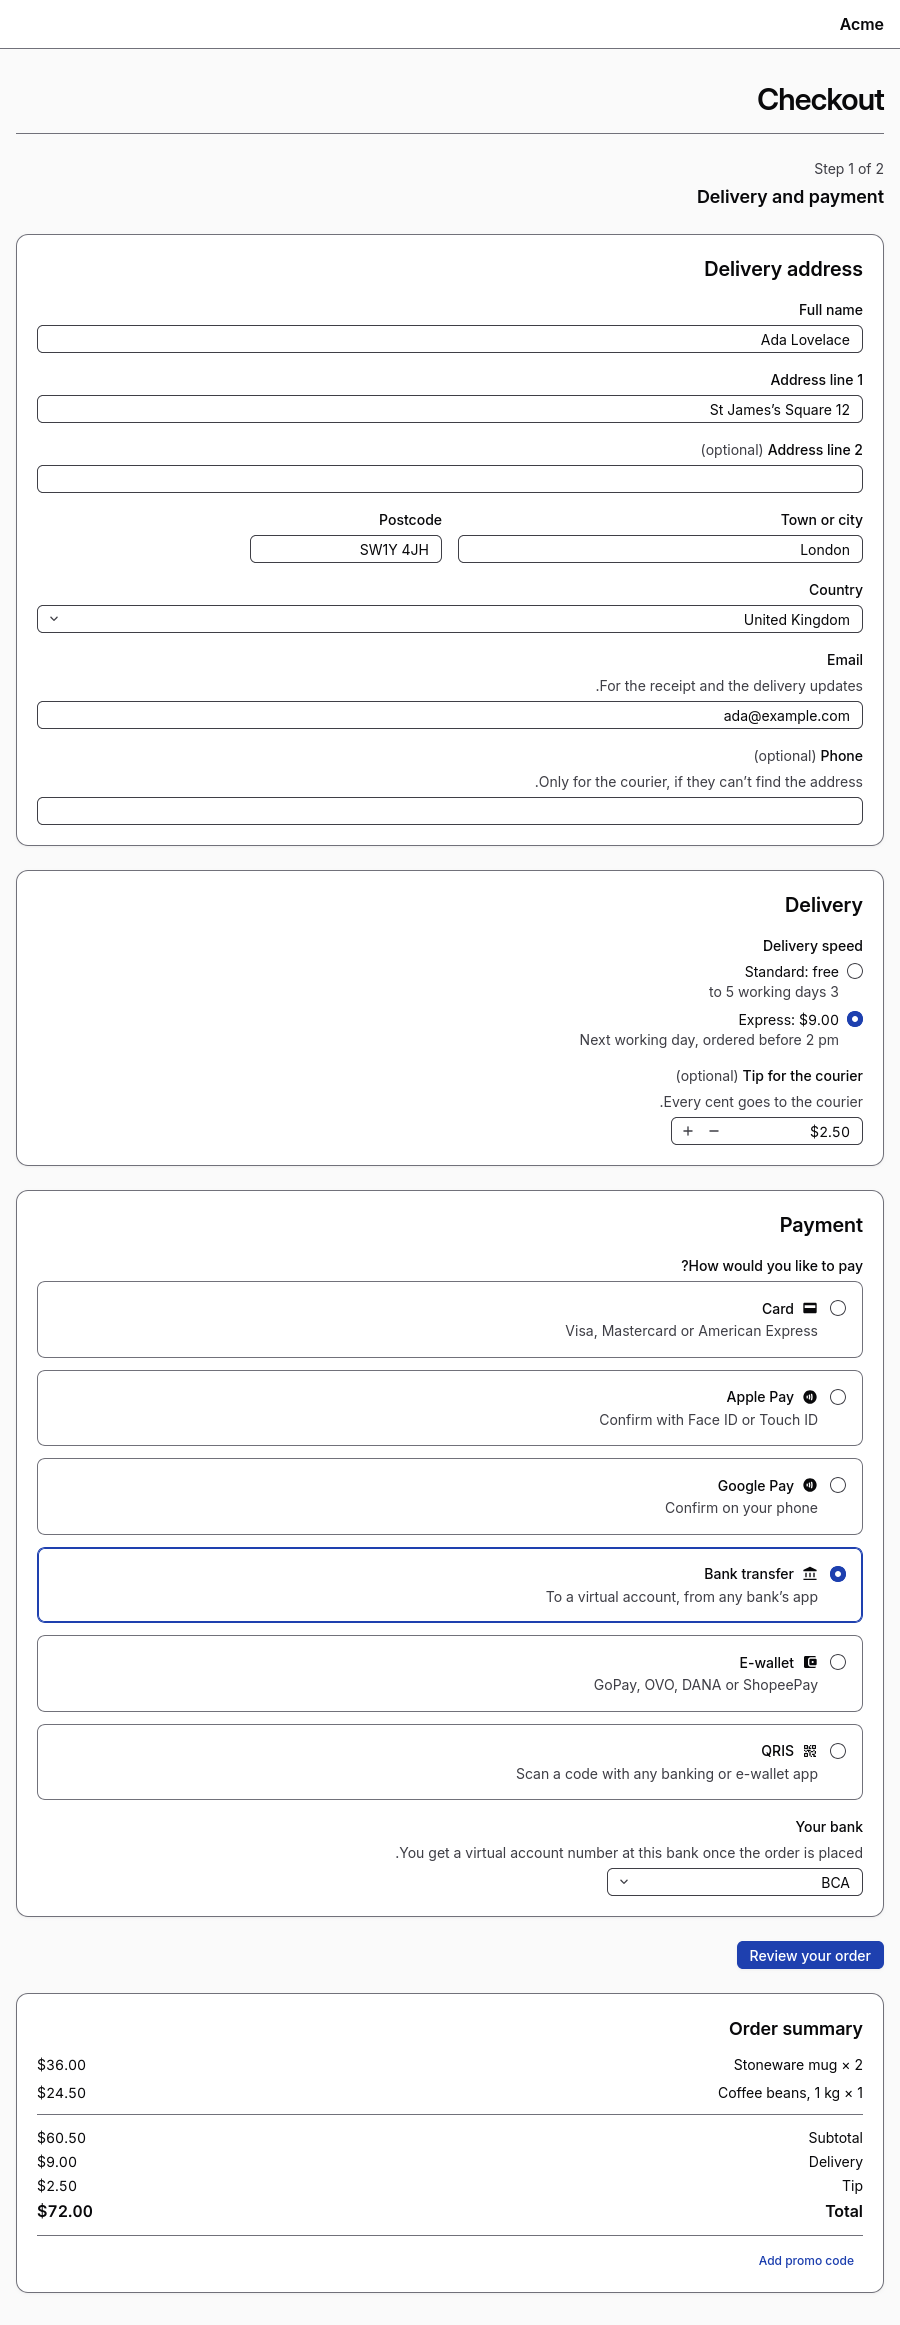 Acme
Checkout
Step 1 of 2
Delivery and payment
Delivery address
Full name
Ada Lovelace
Address line 1
St James’s Square 12
(optional) Address line 2
Town or city
London
Postcode
SW1Y 4JH
Country
United Kingdom
Email
.For the receipt and the delivery updates
ada@example.com
(optional) Phone
.Only for the courier, if they can’t find the address
Delivery
Delivery speed
Standard: free
to 5 working days 3
Express: $9.00
Next working day, ordered before 2 pm
(optional) Tip for the courier
.Every cent goes to the courier
$2.50
Payment
?How would you like to pay
Card
Visa, Mastercard or American Express
Apple Pay
Confirm with Face ID or Touch ID
Google Pay
Confirm on your phone
Bank transfer
To a virtual account, from any bank’s app
E-wallet
GoPay, OVO, DANA or ShopeePay
QRIS
Scan a code with any banking or e-wallet app
Your bank
.You get a virtual account number at this bank once the order is placed
BCA
Review your order
Order summary
Stoneware mug × 2
$36.00
Coffee beans, 1 kg × 1
$24.50
Subtotal
$60.50
Delivery
$9.00
Tip
$2.50
Total
$72.00
Add promo code